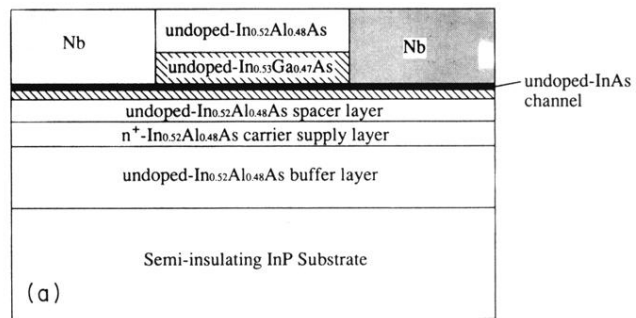 Nb
undoped-In0.52Al0.48As
undoped-In0.53Ga0.47As
Nb
undoped-InAs
channel
undoped-In0.52Al0.48As spacer layer
n+-In0.52Al0.48As carrier supply layer
undoped-In0.52Al0.48As buffer layer
Semi-insulating InP Substrate
(a)